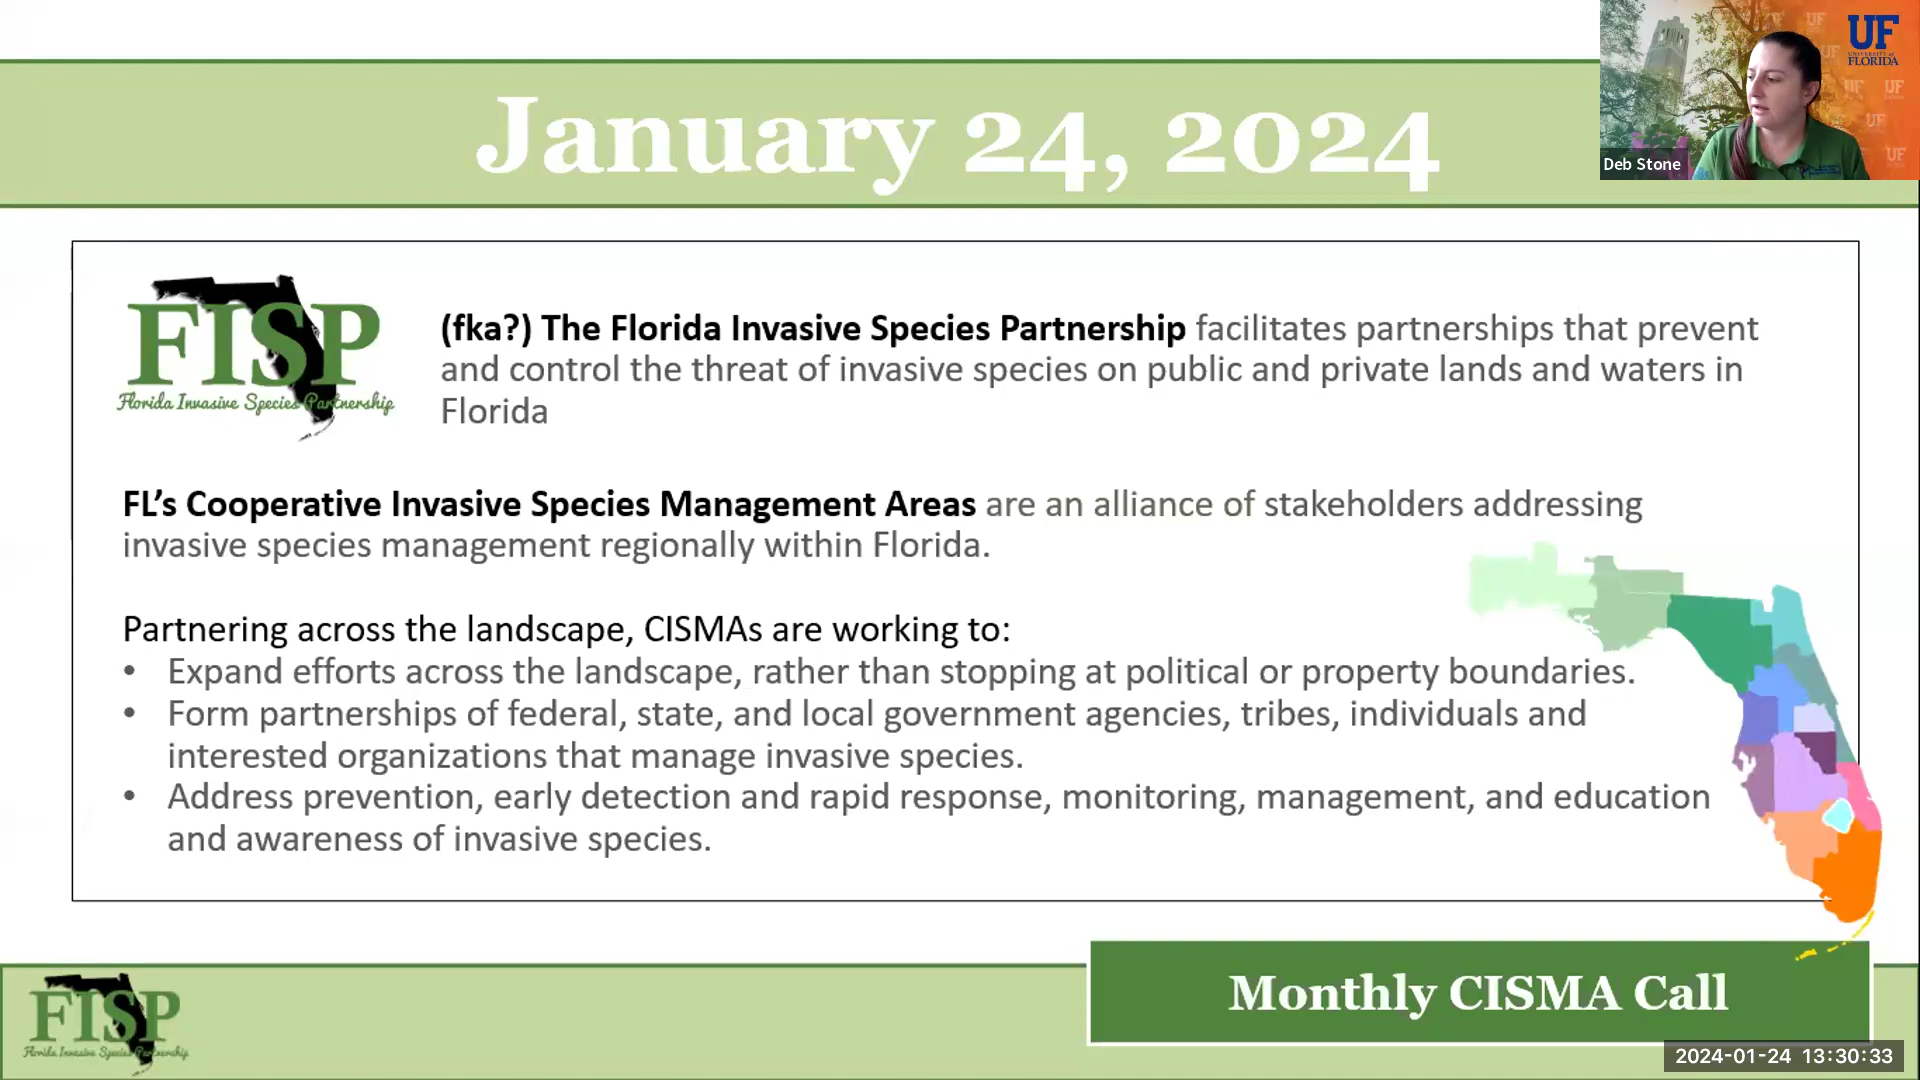 January 24, 2024
UF
UNIVERSITY of
FLORIDA
Deb Stone
FISP
Florida Invasive Species Partnership
(fka?) The Florida Invasive Species Partnership facilitates partnerships that prevent
and control the threat of invasive species on public and private lands and waters in
Florida
FL’s Cooperative Invasive Species Management Areas are an alliance of stakeholders addressing
invasive species management regionally within Florida.
Partnering across the landscape, CISMAs are working to:
• Expand efforts across the landscape, rather than stopping at political or property boundaries.
• Form partnerships of federal, state, and local government agencies, tribes, individuals and
interested organizations that manage invasive species.
• Address prevention, early detection and rapid response, monitoring, management, and education
and awareness of invasive species.
FISP
Florida Invasive Species Partnership
Monthly CISMA Call
2024-01-24 13:30:33